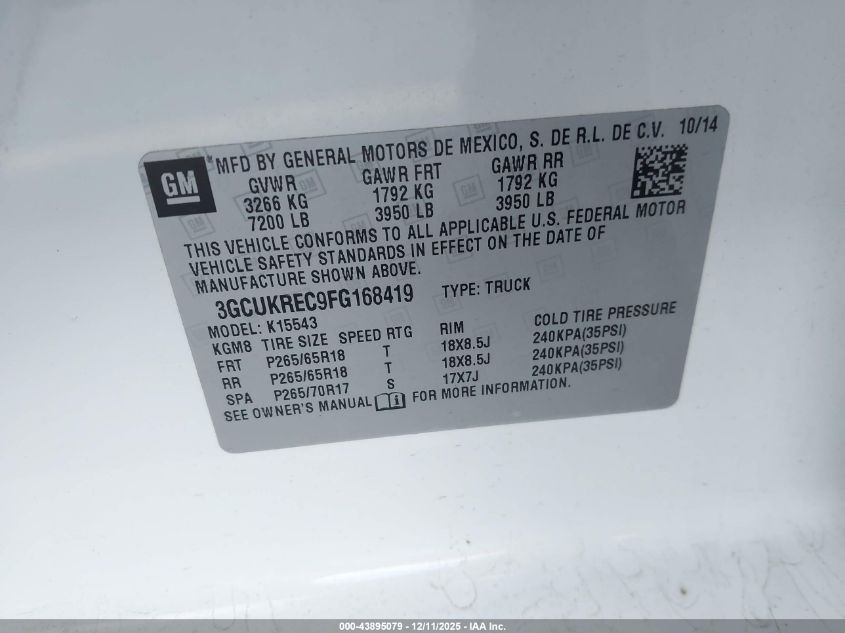 GM
*MFD BY GENERAL MOTORS DE MEXICO, S. DE R.L. DE C.V. 10/14
GVWR GAWR FRT GAWR RR
3266 KG 1792 KG 1792 KG
7200 LB 3950 LB 3950 LB
THIS VEHICLE CONFORMS TO ALL APPLICABLE U.S. FEDERAL MOTOR
VEHICLE SAFETY STANDARDS IN EFFECT ON THE DATE OF
MANUFACTURE SHOWN ABOVE.
3GCUKREC9FG168419 TYPE: TRUCK
MODEL: K15543
KGM8 TIRE SIZE SPEED RTG RIM COLD TIRE PRESSURE
FRT P265/65R18 T 18X8.5J 240KPA(35PSI)
RR P265/65R18 T 18X8.5J 240KPA(35PSI)
SPA P265/70R17 S 17X7J 240KPA(35PSI)
SEE OWNER'S MANUAL FOR MORE INFORMATION.
000-43895079 - 12/11/2025 - IAA Inc.